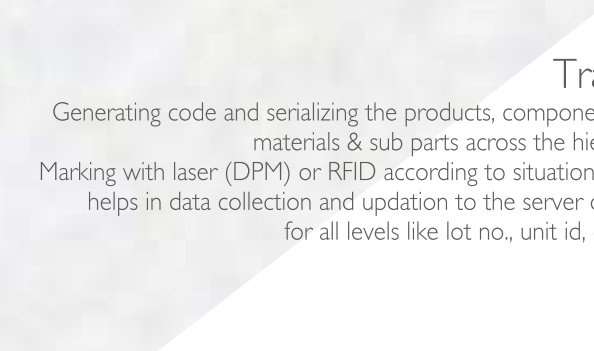 Tra
Generating code and serializing the products, compone
materials & sub parts across the hie
Marking with laser (DPM) or RFID according to situation
helps in data collection and updation to the server
for all levels like lot no., unit id,